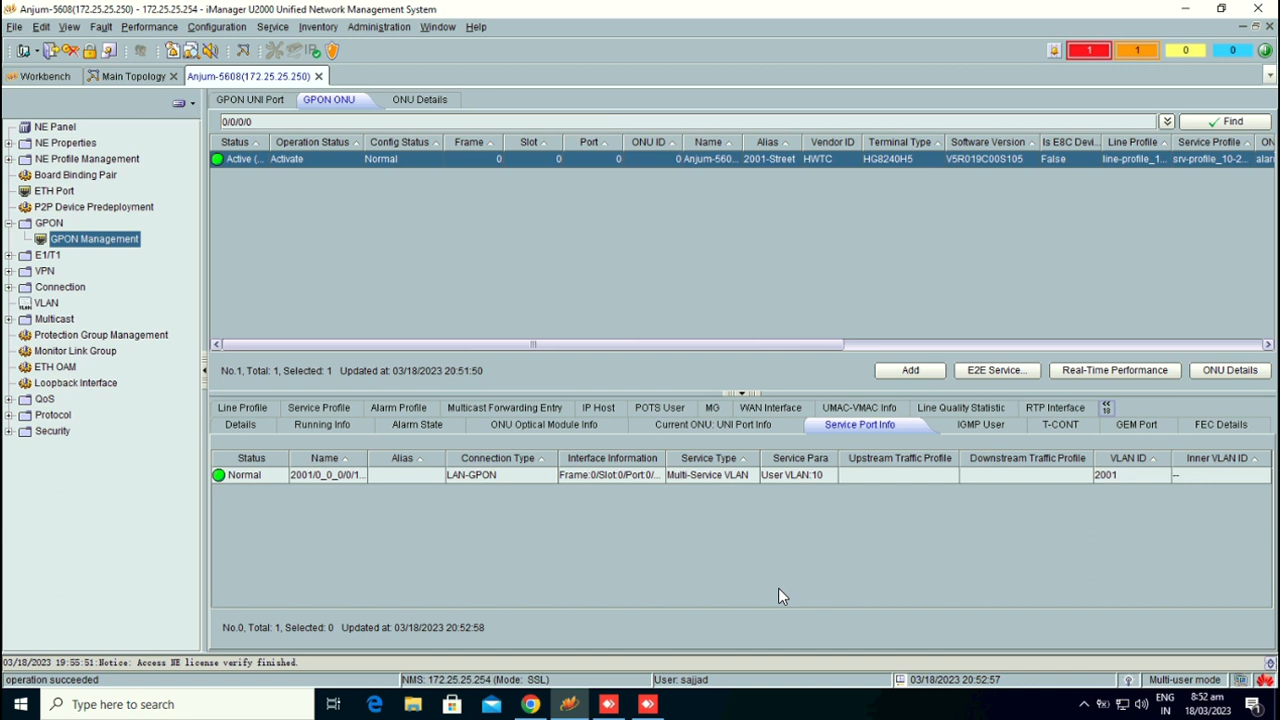 Anjum-5608(172.25.25.250) - 172.25.25.254 - iManager U2000 Unified Network Management System
File Edit View Fault Performance Configuration Service Inventory Administration Window Help
1 1 0 0
Workbench Main Topology Anjum-5608(172.25.25.250)
GPON UNI Port GPON ONU ONU Details
0/0/0/0 Find
Status Operation Status Config Status Frame Slot Port ONU ID Name Alias Vendor ID Terminal Type Software Version Is E8C Devi... Line Profile Service Profile ON
Active (... Activate Normal 0 0 0 0 Anjum-560... 2001-Street HWTC HG8240H5 V5R019C00S105 False line-profile_1... srv-profile_10-2... alar
NE Panel
NE Properties
NE Profile Management
Board Binding Pair
ETH Port
P2P Device Predeployment
GPON
GPON Management
E1/T1
VPN
Connection
VLAN
Multicast
Protection Group Management
Monitor Link Group
ETH OAM
Loopback Interface
QoS
Protocol
Security
No.1, Total: 1, Selected: 1 Updated at: 03/18/2023 20:51:50
Add E2E Service... Real-Time Performance ONU Details
Line Profile Service Profile Alarm Profile Multicast Forwarding Entry IP Host POTS User MG WAN Interface UMAC-VMAC Info Line Quality Statistic RTP Interface 18
Details Running Info Alarm State ONU Optical Module Info Current ONU: UNI Port Info Service Port Info IGMP User T-CONT GEM Port FEC Details
Status Name Alias Connection Type Interface Information Service Type Service Para Upstream Traffic Profile Downstream Traffic Profile VLAN ID Inner VLAN ID
Normal 2001/0_0_0/0/1... LAN-GPON Frame:0/Slot:0/Port:0/... Multi-Service VLAN User VLAN:10 2001 --
No.0, Total: 1, Selected: 0 Updated at: 03/18/2023 20:52:58
03/18/2023 19:55:51:Notice: Access NE license verify finished.
operation succeeded NMS: 172.25.25.254 (Mode: SSL) User: sajjad 03/18/2023 20:52:57 Multi-user mode
Type here to search
ENG 8:52 am
IN 18/03/2023 1